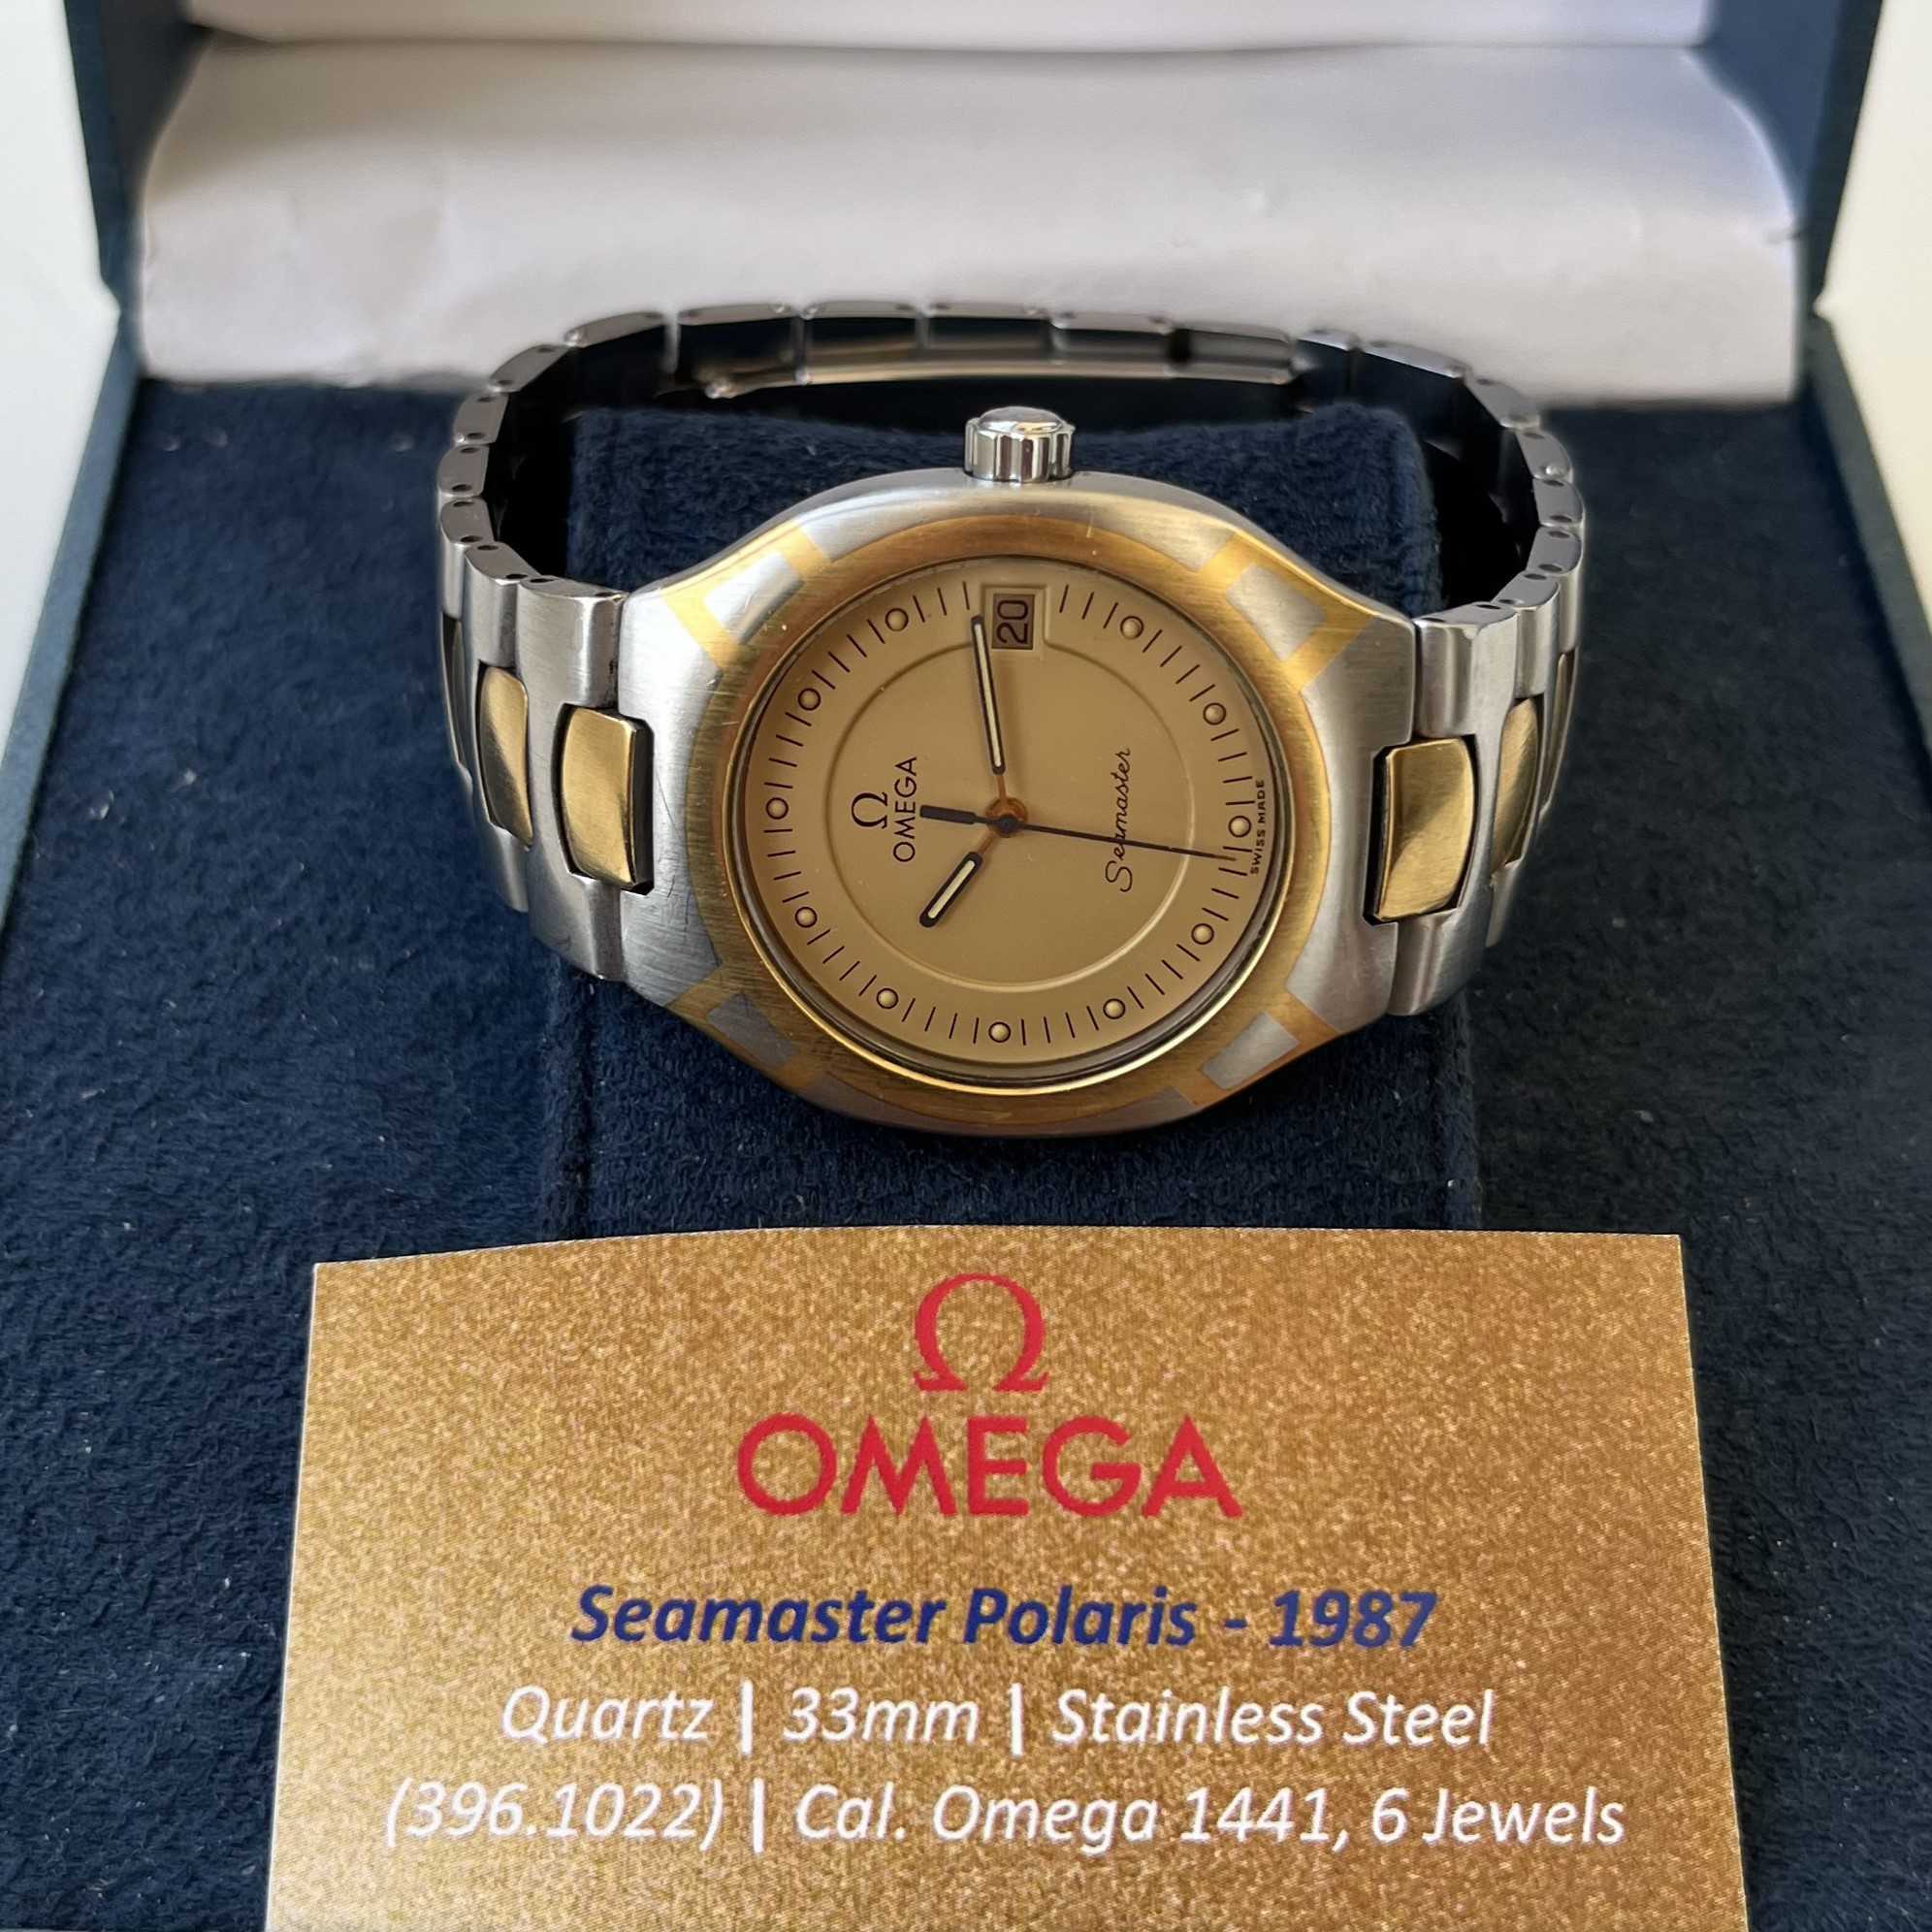 20
Ω
OMEGA
Seamaster
SWISS MADE
Ω
OMEGA
Seamaster Polaris - 1987
Quartz | 33mm | Stainless Steel
(396.1022) | Cal. Omega 1441, 6 Jewels